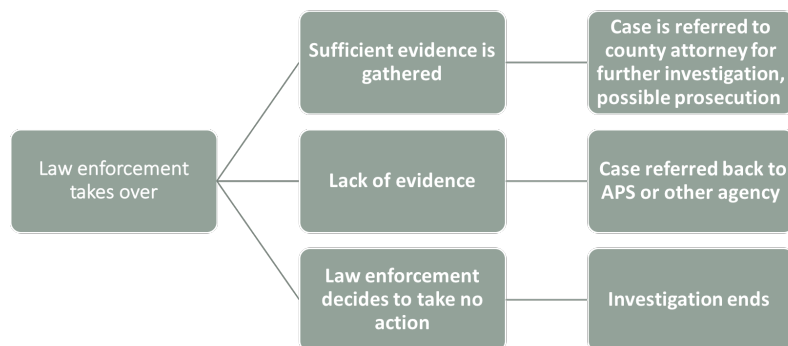 Law enforcement
takes over
Sufficient evidence is
gathered
Case is referred to
county attorney for
further investigation,
possible prosecution
Lack of evidence
Case referred back to
APS or other agency
Law enforcement
decides to take no
action
Investigation ends